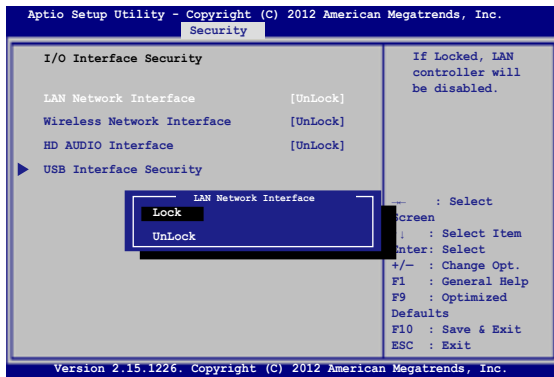 Aptio Setup Utility - Copyright (C) 2012 American Megatrends, Inc.
Security
I/O Interface Security
LAN Network Interface [UnLock]
Wireless Network Interface [UnLock]
HD AUDIO Interface [UnLock]
USB Interface Security
LAN Network Interface
Lock
UnLock
If Locked, LAN
controller will
be disabled.
→← : Select
Screen
↑↓ : Select Item
Enter: Select
+/— : Change Opt.
F1 : General Help
F9 : Optimized
Defaults
F10 : Save & Exit
ESC : Exit
Version 2.15.1226. Copyright (C) 2012 American Megatrends, Inc.